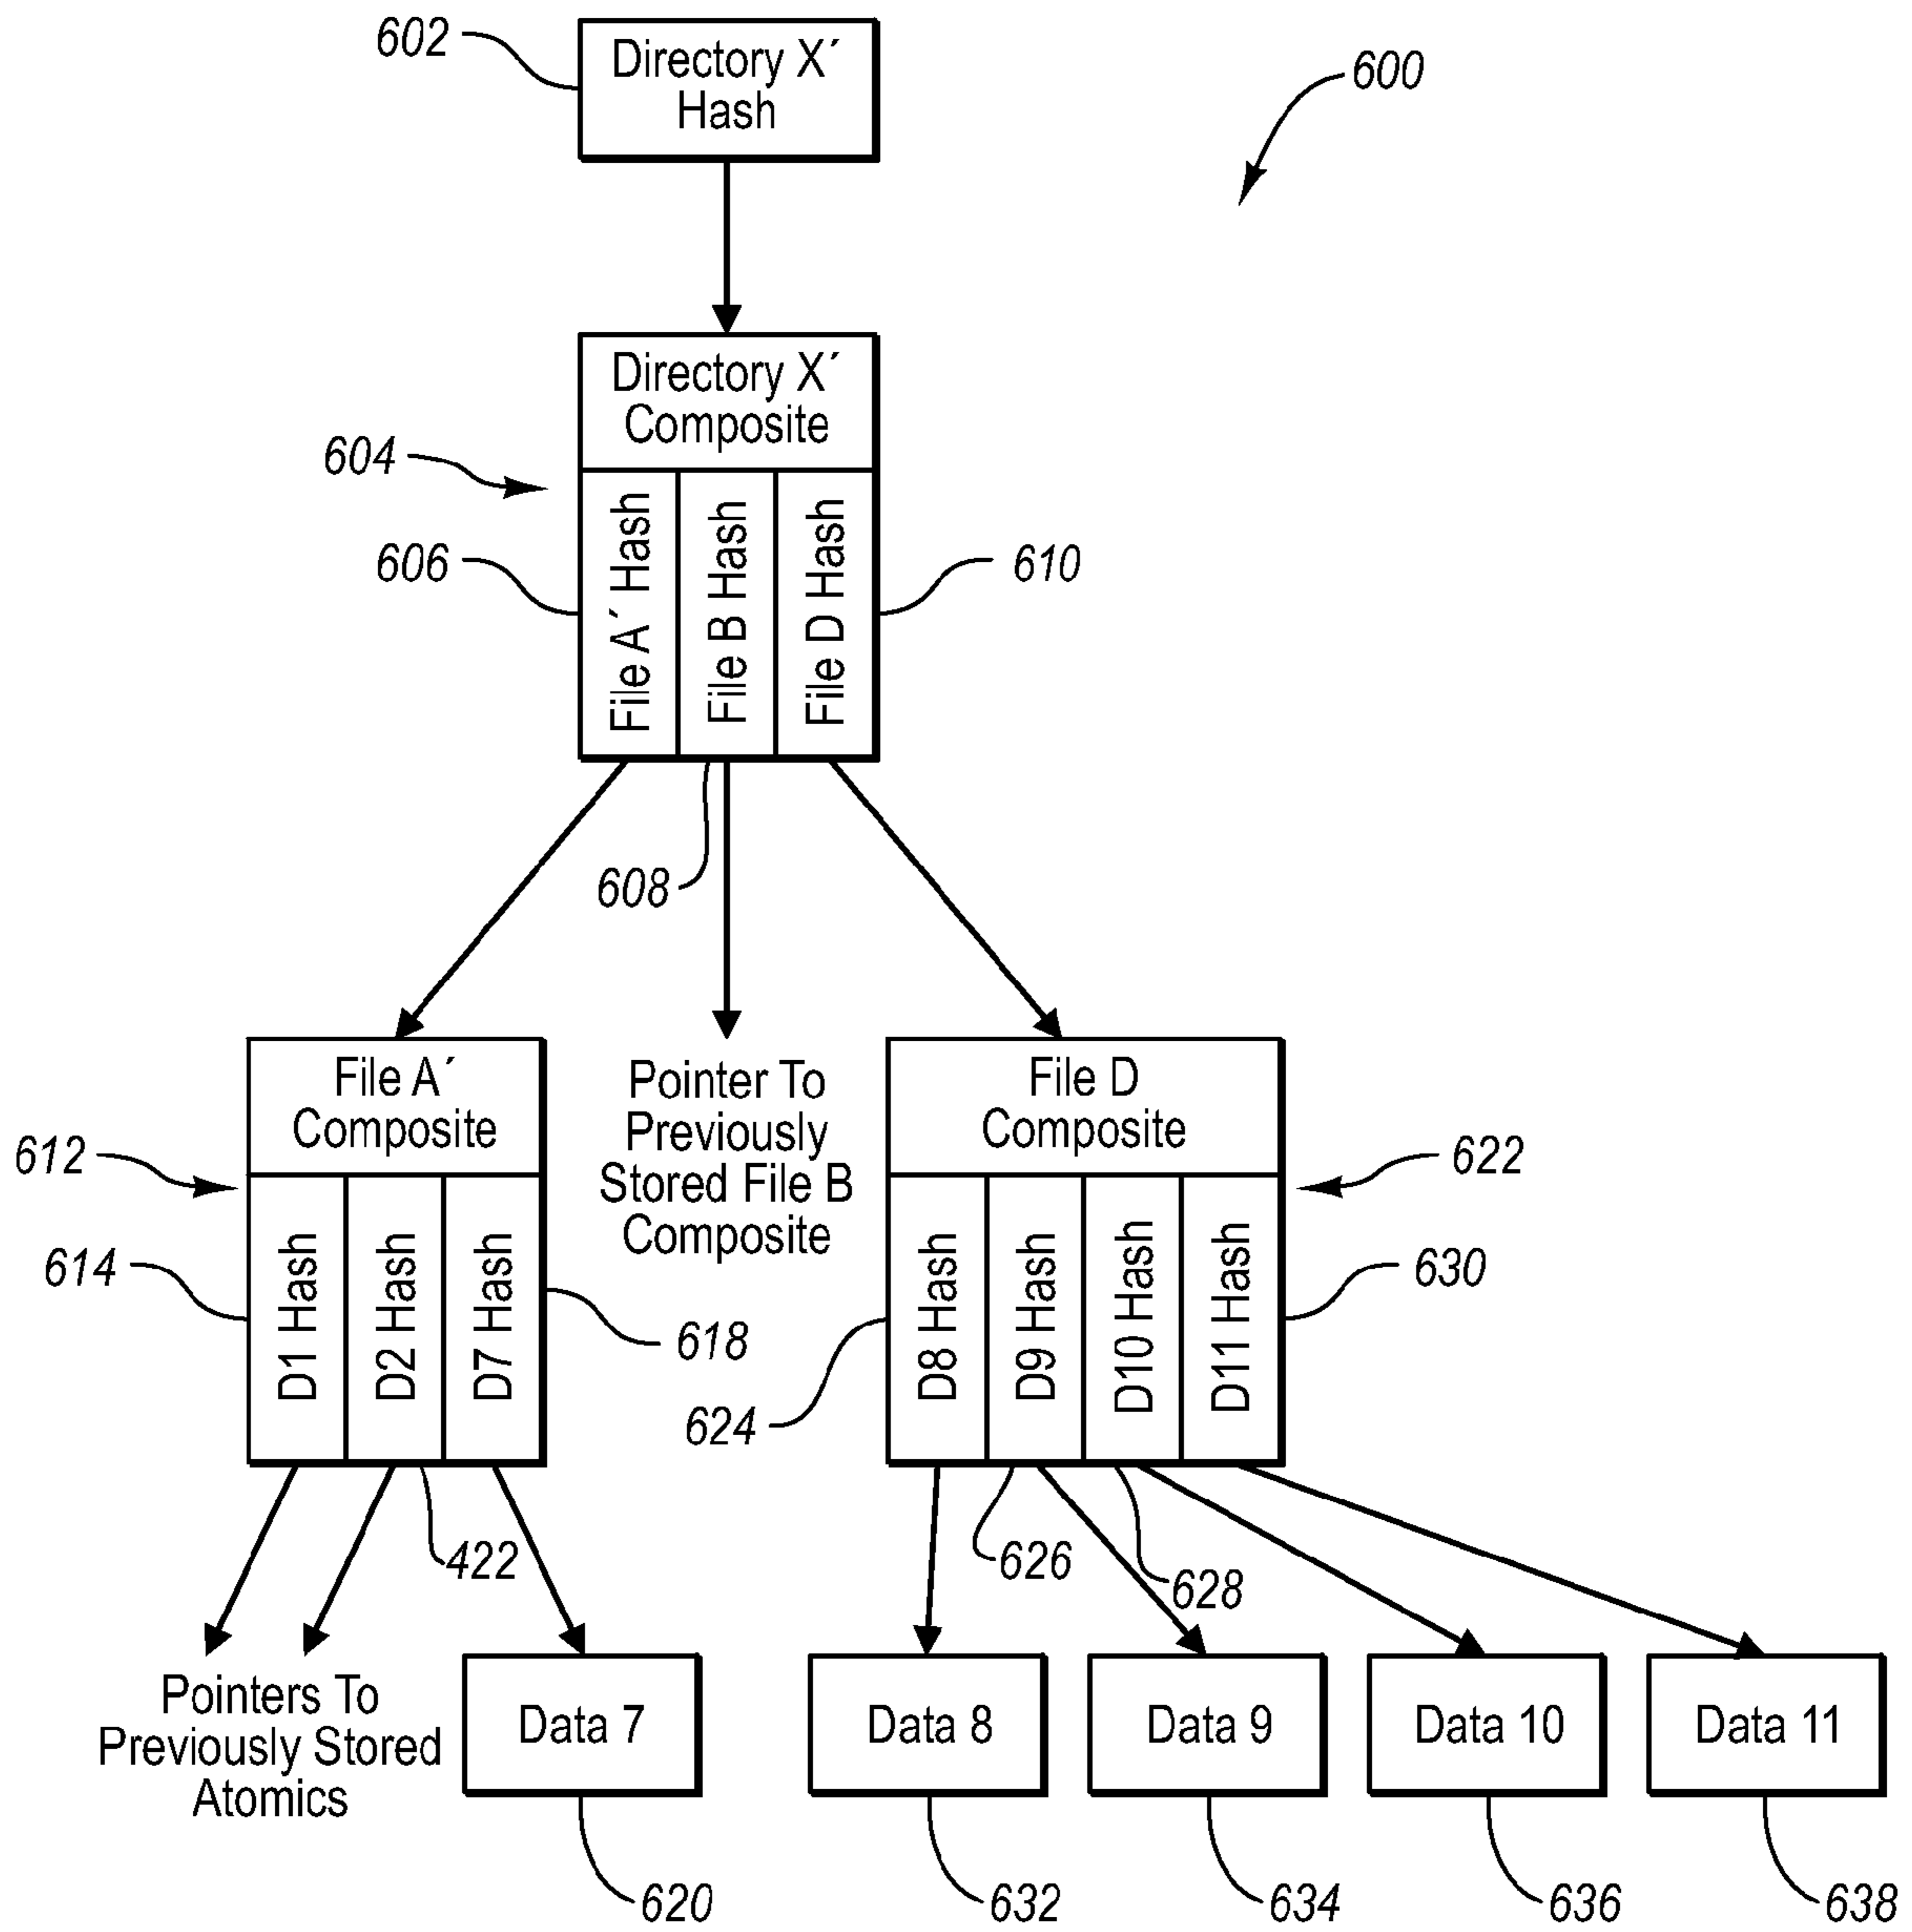 602
Directory X´
Hash
600
Directory X´
Composite
604
606
File A´ Hash
File B Hash
File D Hash
610
608
File A´
Composite
612
614
D1 Hash
D2 Hash
D7 Hash
618
422
Pointer To
Previously
Stored File B
Composite
File D
Composite
622
624
D8 Hash
D9 Hash
D10 Hash
D11 Hash
630
626
628
Pointers To
Previously Stored
Atomics
Data 7
Data 8
Data 9
Data 10
Data 11
620
632
634
636
638